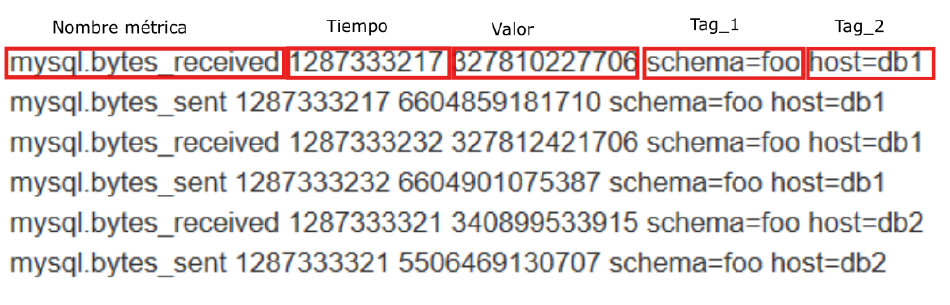 Nombre métrica Tiempo Valor Tag_1 Tag_2
mysql.bytes_received 1287333217 327810227706 schema=foo host=db1
mysql.bytes_sent 1287333217 6604859181710 schema=foo host=db1
mysql.bytes_received 1287333232 327812421706 schema=foo host=db1
mysql.bytes_sent 1287333232 6604901075387 schema=foo host=db1
mysql.bytes_received 1287333321 340899533915 schema=foo host=db2
mysql.bytes_sent 1287333321 5506469130707 schema=foo host=db2